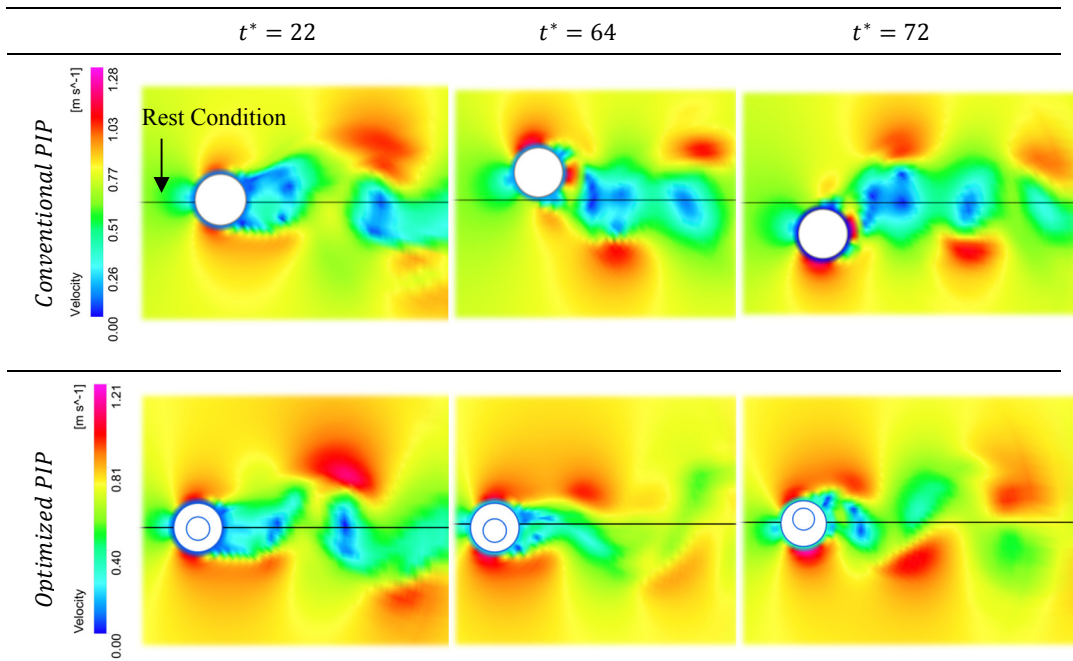 t* = 22
t* = 64
t* = 72
Conventional PIP
Velocity
[m s^-1]
1.28
1.03
0.77
0.51
0.26
0.00
Rest Condition
Optimized PIP
Velocity
[m s^-1]
1.21
0.81
0.40
0.00